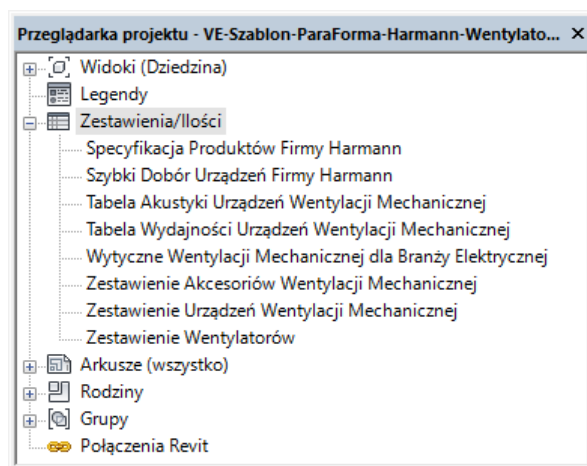 Przeglądarka projektu - VE-Szablon-ParaForma-Harmann-Wentylato...
Widoki (Dziedzina)
Legendy
Zestawienia/Ilości
Specyfikacja Produktów Firmy Harmann
Szybki Dobór Urządzeń Firmy Harmann
Tabela Akustyki Urządzeń Wentylacji Mechanicznej
Tabela Wydajności Urządzeń Wentylacji Mechanicznej
Wytyczne Wentylacji Mechanicznej dla Branży Elektrycznej
Zestawienie Akcesoriów Wentylacji Mechanicznej
Zestawienie Urządzeń Wentylacji Mechanicznej
Zestawienie Wentylatorów
Arkusze (wszystko)
Rodziny
Grupy
Połączenia Revit